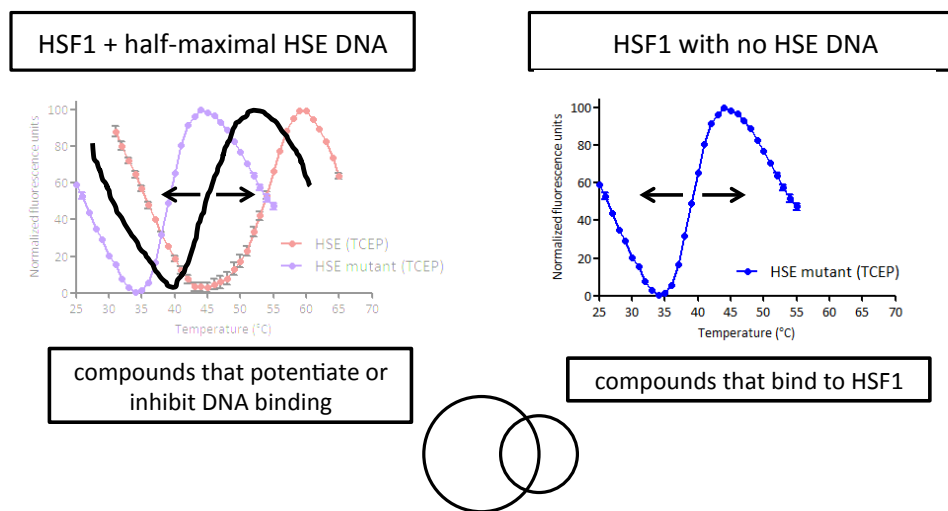 HSF1 + half-maximal HSE DNA
Normalized fluorescence units
100
80
60
40
20
0
25
30
35
40
45
50
55
60
65
70
Temperature (°C)
HSE (TCEP)
HSE mutant (TCEP)
compounds that potentiate or
inhibit DNA binding
HSF1 with no HSE DNA
Normalized fluorescence units
100
80
60
40
20
0
25
30
35
40
45
50
55
60
65
70
Temperature (°C)
HSE mutant (TCEP)
compounds that bind to HSF1